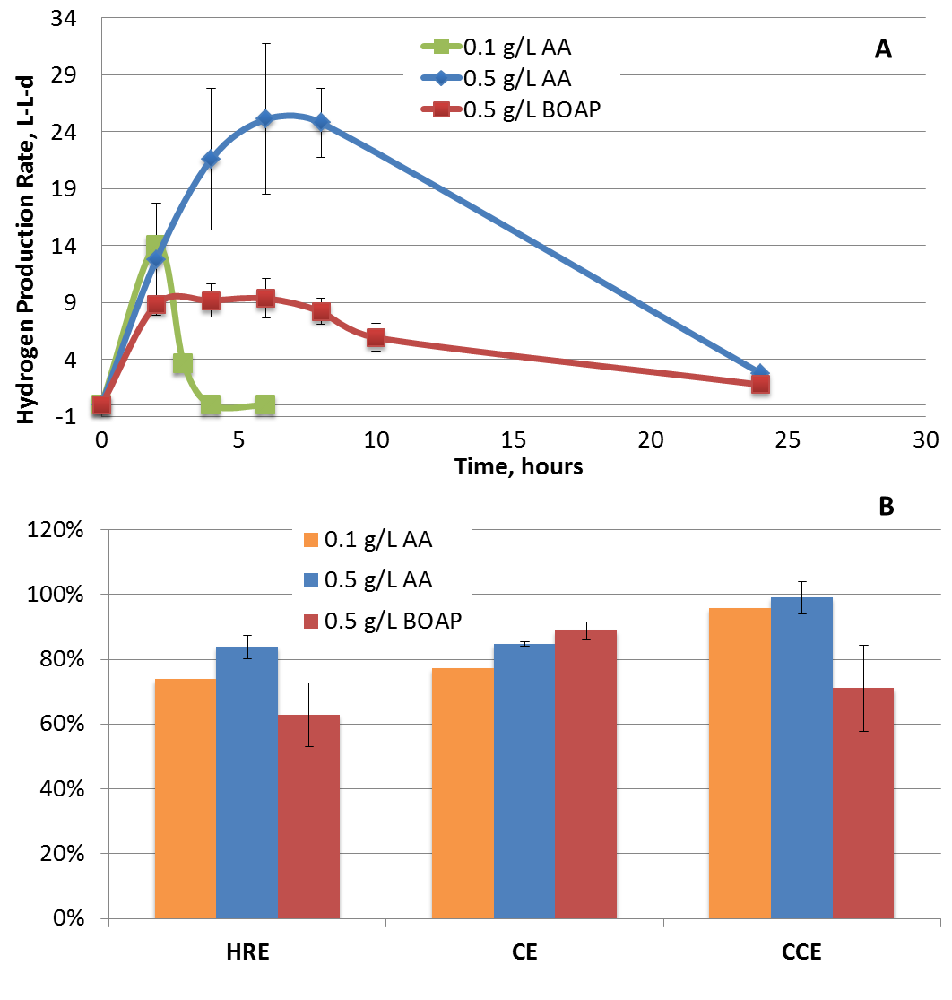 A
Hydrogen Production Rate, L-L-d
34
29
24
19
14
9
4
-1
0.1 g/L AA
0.5 g/L AA
0.5 g/L BOAP
0 5 10 15 20 25 30
Time, hours
B
120%
100%
80%
60%
40%
20%
0%
0.1 g/L AA
0.5 g/L AA
0.5 g/L BOAP
HRE CE CCE